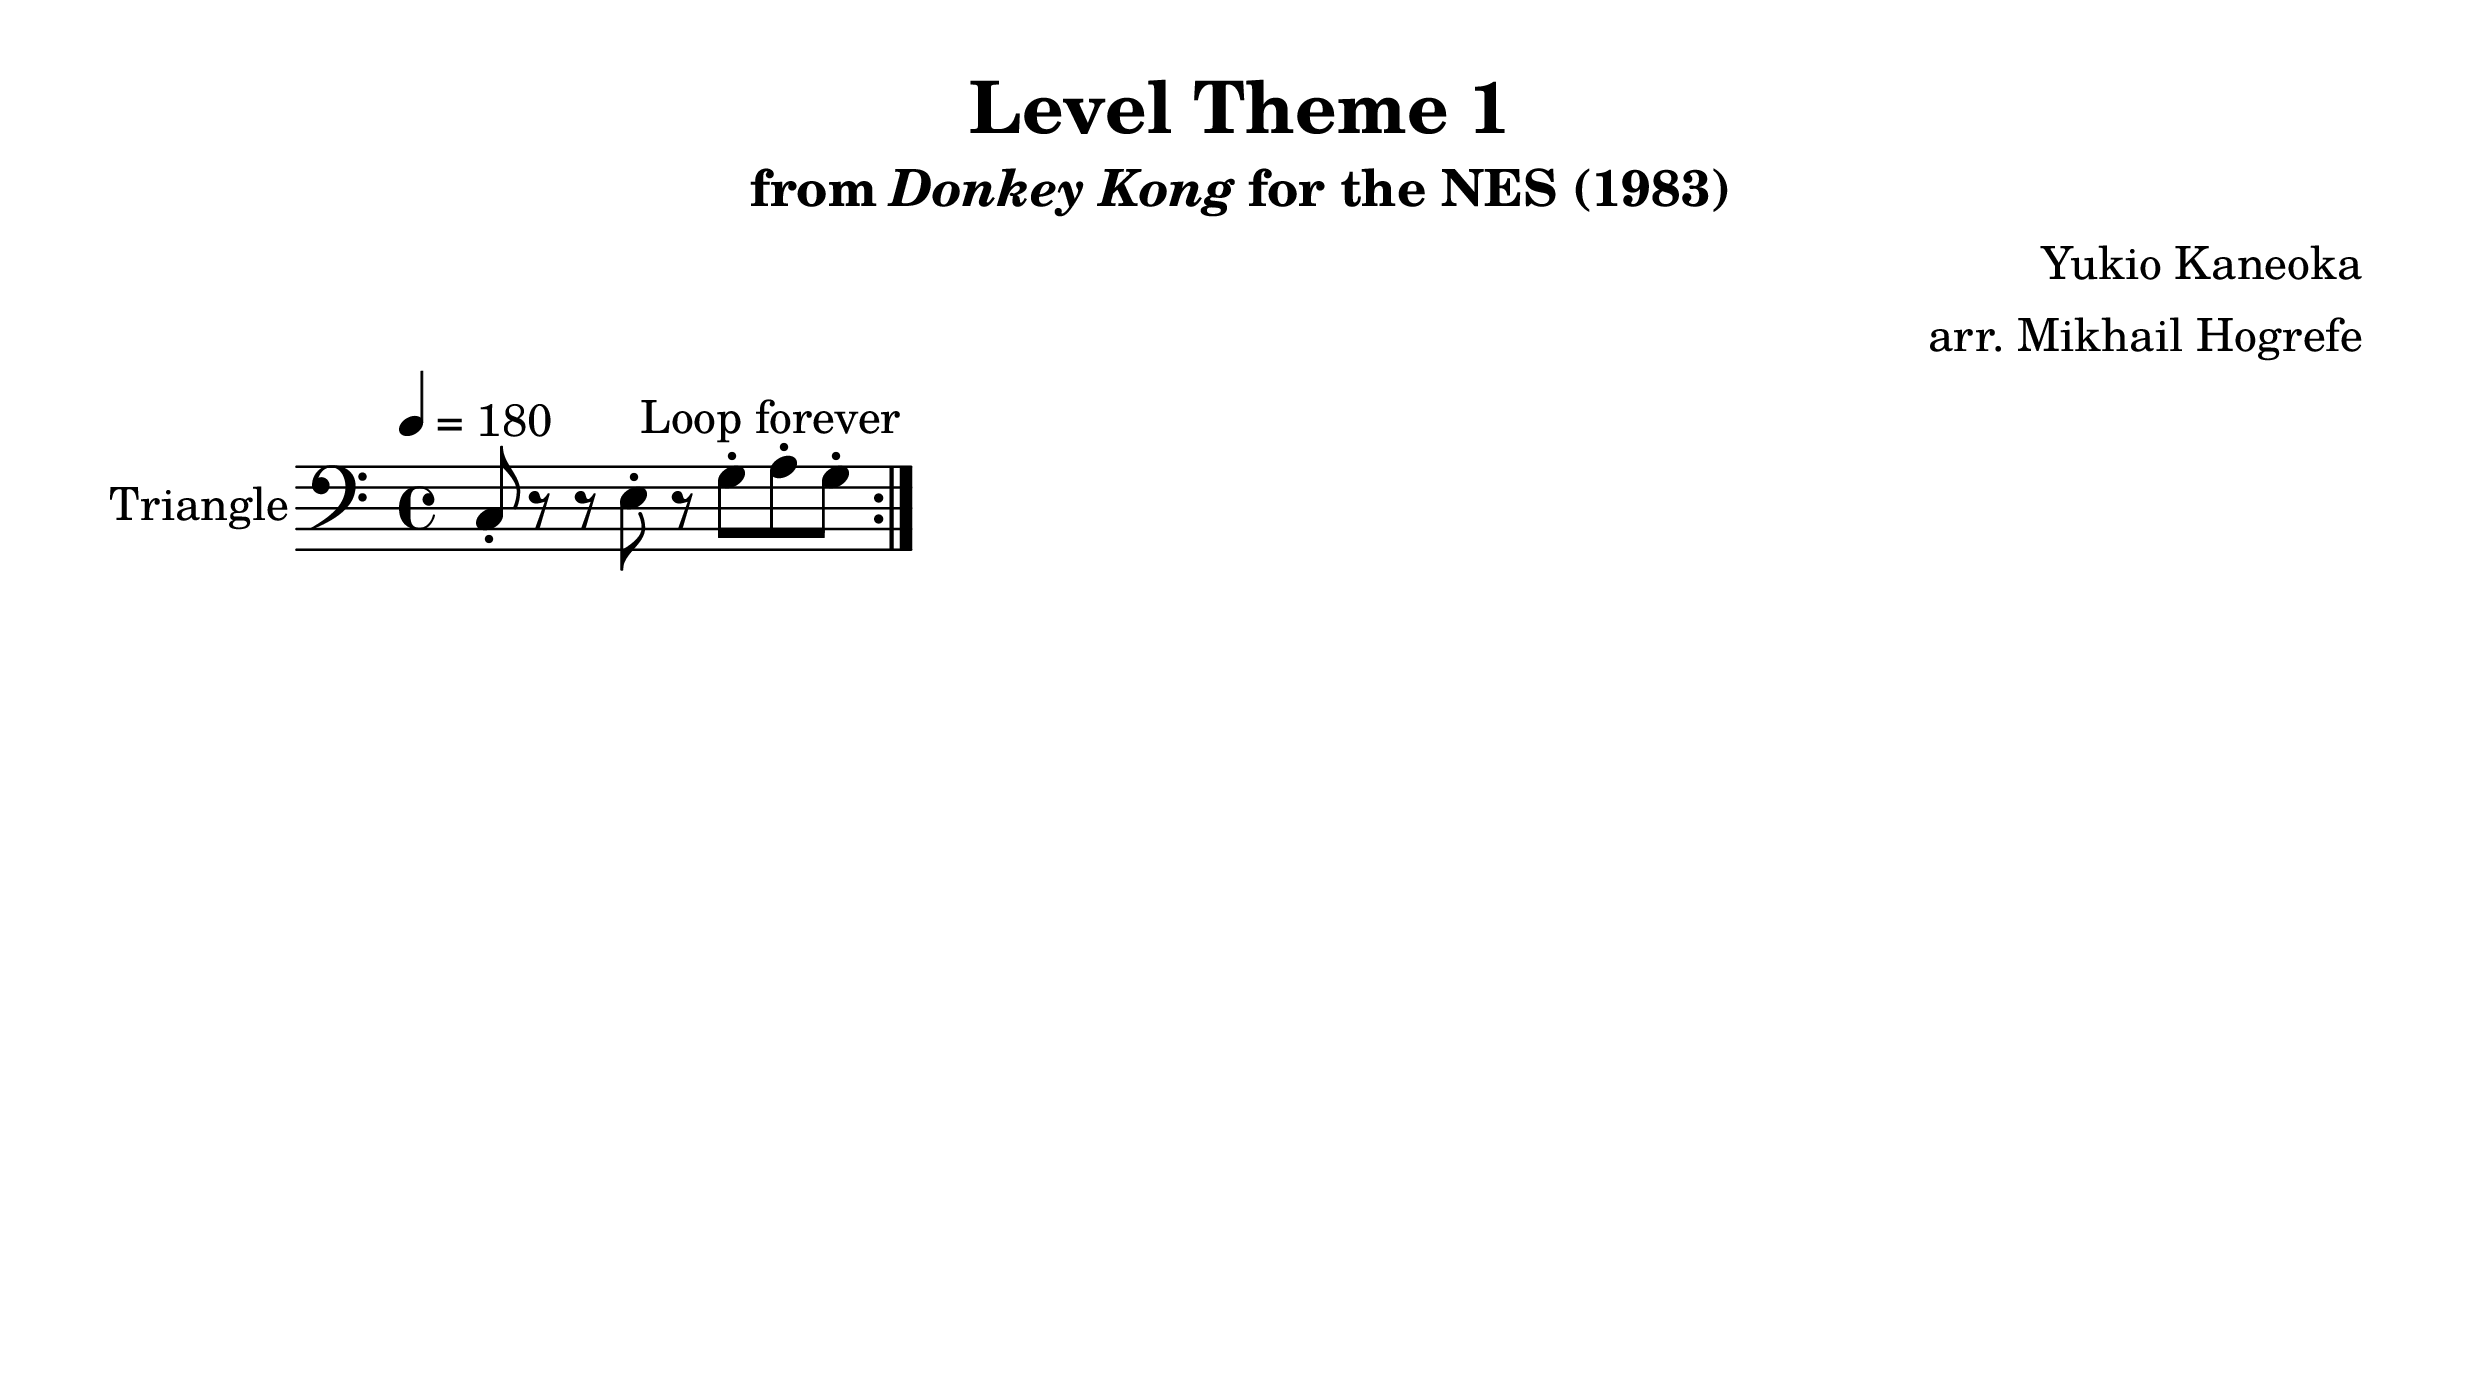 Level Theme 1
from Donkey Kong for the NES (1983)
Yukio Kaneoka
arr. Mikhail Hogrefe
= 180
Loop forever
Triangle